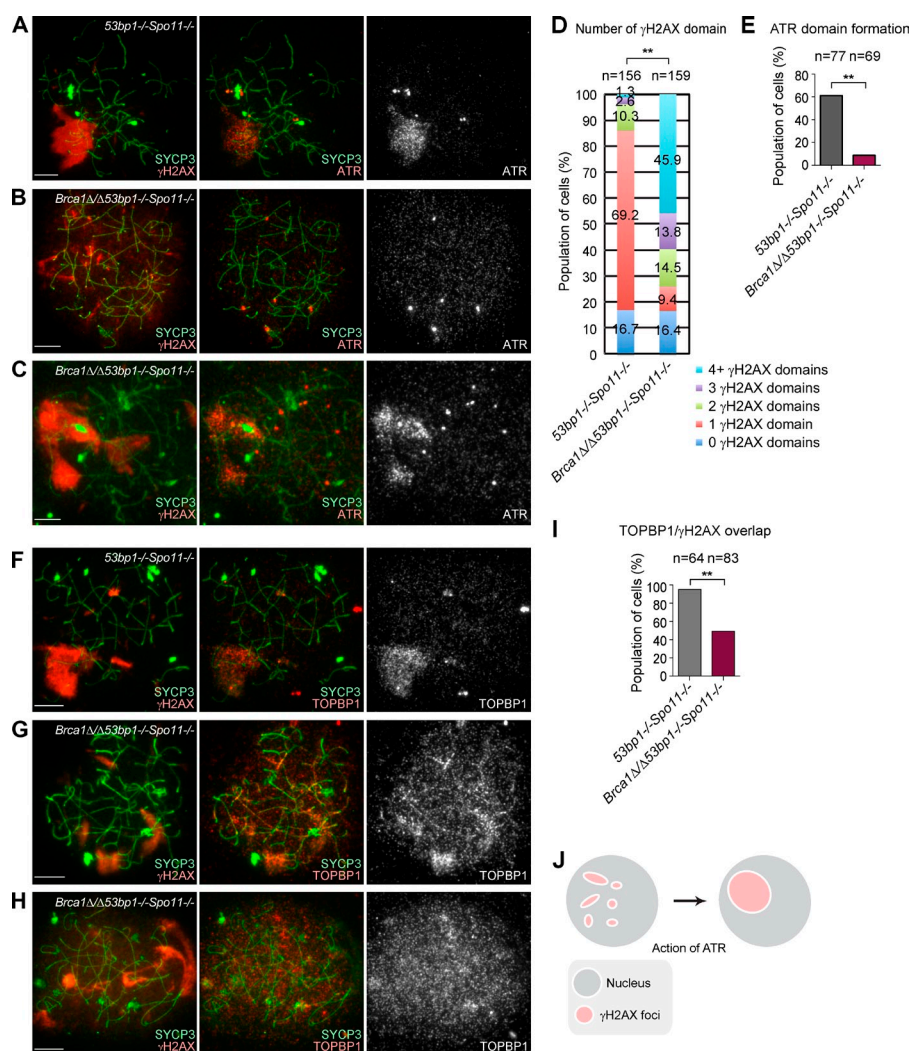 A
53bp1-/-Spo11-/-
SYCP3
γH2AX
SYCP3
ATR
ATR
B
Brca1Δ/Δ53bp1-/-Spo11-/-
SYCP3
γH2AX
SYCP3
ATR
ATR
C
Brca1Δ/Δ53bp1-/-Spo11-/-
SYCP3
γH2AX
SYCP3
ATR
ATR
D
Number of γH2AX domain
**
n=156 n=159
Population of cells (%)
100
90
80
70
60
50
40
30
20
10
0
1.3
2.6
10.3
69.2
16.7
45.9
13.8
14.5
9.4
16.4
53bp1-/-Spo11-/-
Brca1Δ/Δ53bp1-/-Spo11-/-
4+ γH2AX domains
3 γH2AX domains
2 γH2AX domains
1 γH2AX domain
0 γH2AX domains
E
ATR domain formation
n=77 n=69
**
Population of cells (%)
80
60
40
20
0
53bp1-/-Spo11-/-
Brca1Δ/Δ53bp1-/-Spo11-/-
F
53bp1-/-Spo11-/-
SYCP3
γH2AX
SYCP3
TOPBP1
TOPBP1
G
Brca1Δ/Δ53bp1-/-Spo11-/-
SYCP3
γH2AX
SYCP3
TOPBP1
TOPBP1
H
Brca1Δ/Δ53bp1-/-Spo11-/-
SYCP3
γH2AX
SYCP3
TOPBP1
TOPBP1
I
TOPBP1/γH2AX overlap
n=64 n=83
**
Population of cells (%)
100
80
60
40
20
0
53bp1-/-Spo11-/-
Brca1Δ/Δ53bp1-/-Spo11-/-
J
Action of ATR
Nucleus
γH2AX foci